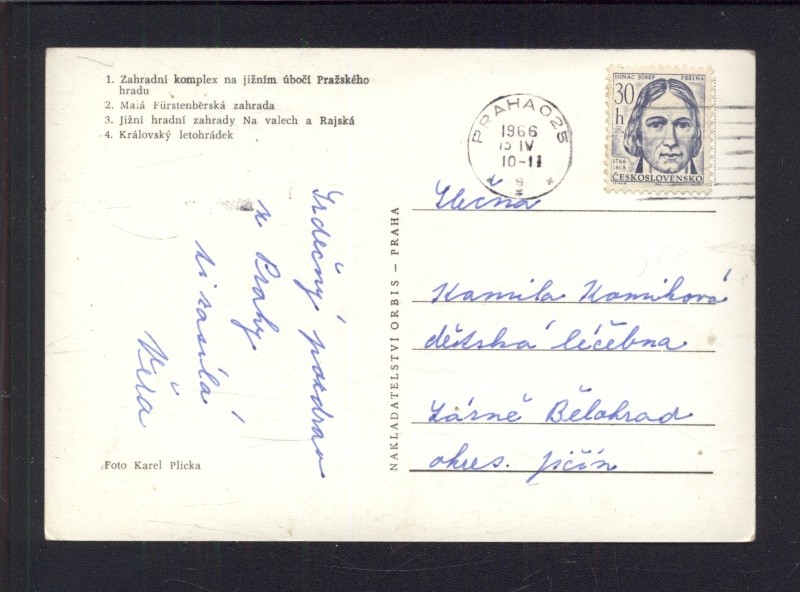 1. Zahradní komplex na jižním úbočí Pražského
hradu
2. Malá Fürstenberská zahrada
3. Jižní hradní zahrady Na valech a Rajská
4. Královský letohrádek
Srdečný pozdrav
z Prahy
ti zasílá
Věra
Foto Karel Plicka
NAKLADATELSTVÍ ORBIS – PRAHA
PRAHA 025
1966
15 IV
10-11
9
IGNÁC JOSEF PEŠINA
30
h
1766
1808
ČESKOSLOVENSKO
Slečna
Kamila Komihová
dětská léčebna
Lázně Bělohrad
okres. Jičín